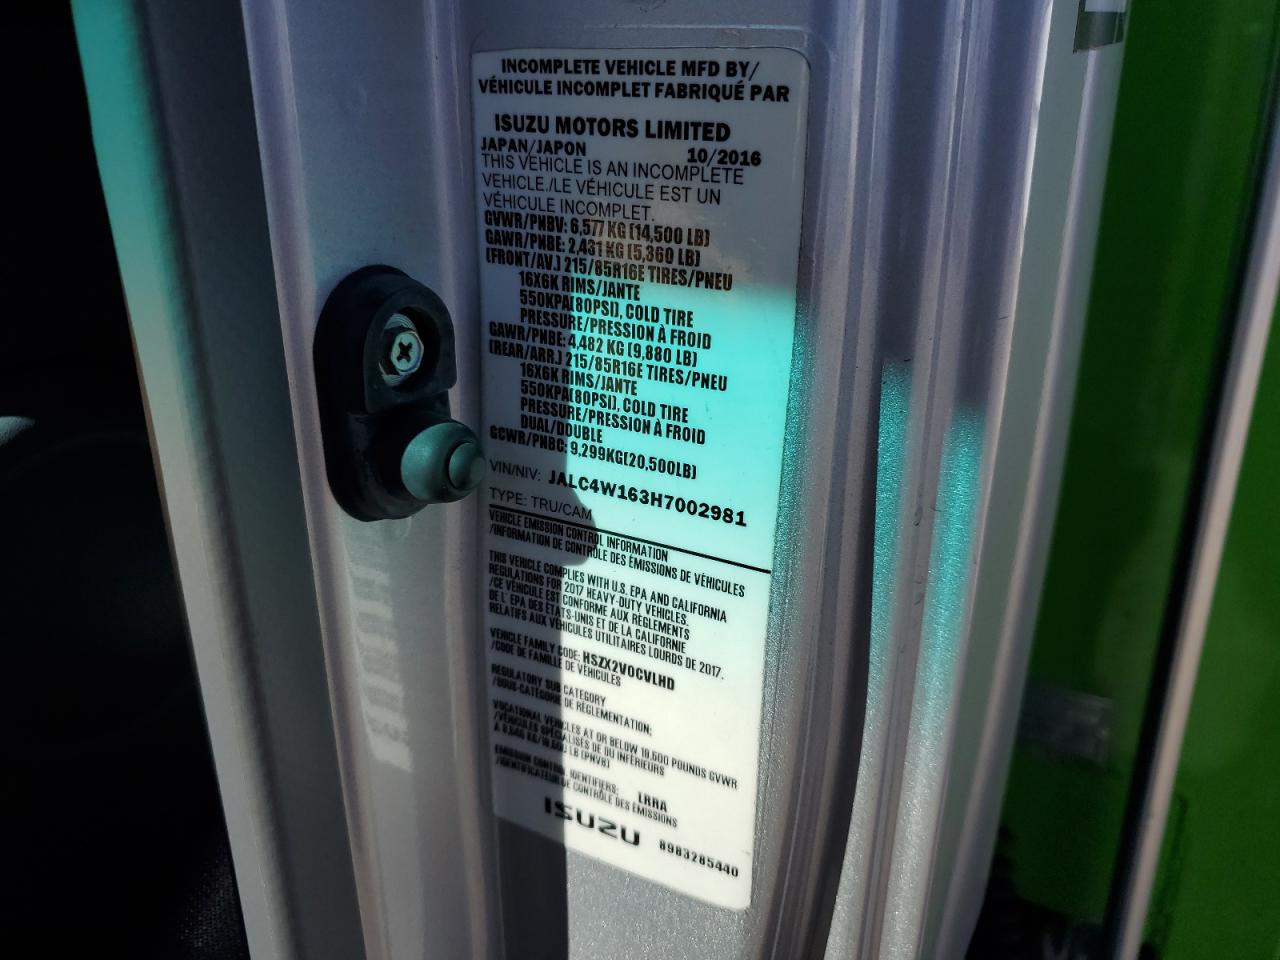 INCOMPLETE VEHICLE MFD BY/
VÉHICULE INCOMPLET FABRIQUÉ PAR
ISUZU MOTORS LIMITED
JAPAN/JAPON 10/2016
THIS VEHICLE IS AN INCOMPLETE
VEHICLE./LE VÉHICULE EST UN
VÉHICULE INCOMPLET.
GVWR/PNBV: 6,577 KG (14,500 LB)
GAWR/PNBE: 2,431 KG (5,360 LB)
(FRONT/AV.) 215/85R16E TIRES/PNEU
16X6K RIMS/JANTE
550KPA(80PSI), COLD TIRE
PRESSURE/PRESSION À FROID
GAWR/PNBE: 4,482 KG (9,880 LB)
(REAR/ARR.) 215/85R16E TIRES/PNEU
16X6K RIMS/JANTE
550KPA(80PSI), COLD TIRE
PRESSURE/PRESSION À FROID
DUAL/DOUBLE
GCWR/PNBC: 9,299KG(20,500LB)
VIN/NIV: JALC4W163H7002981
TYPE: TRU/CAM
VEHICLE EMISSION CONTROL INFORMATION
/INFORMATION DE CONTRÔLE DES ÉMISSIONS DE VÉHICULES
THIS VEHICLE COMPLIES WITH U.S. EPA AND CALIFORNIA
REGULATIONS FOR 2017 HEAVY-DUTY VEHICLES.
/CE VÉHICULE EST CONFORME AUX RÈGLEMENTS
DE L' EPA DES ÉTATS-UNIS ET DE LA CALIFORNIE
RELATIFS AUX VÉHICULES UTILITAIRES LOURDS DE 2017.
VEHICLE FAMILY CODE: HSZX2VOCVLHD
/CODE DE FAMILLE DE VÉHICULES
REGULATORY SUB CATEGORY
/SOUS-CATÉGORIE DE RÉGLEMENTATION:
VOCATIONAL VEHICLES AT OR BELOW 19,500 POUNDS GVWR
/VÉHICULES SPÉCIALISÉS DE OU INFÉRIEURS
À 8,845 KG/19,500 LB (PNVB)
EMISSION CONTROL IDENTIFIERS: LRRA
/IDENTIFICATEUR DE CONTRÔLE DES ÉMISSIONS
ISUZU 8983285440